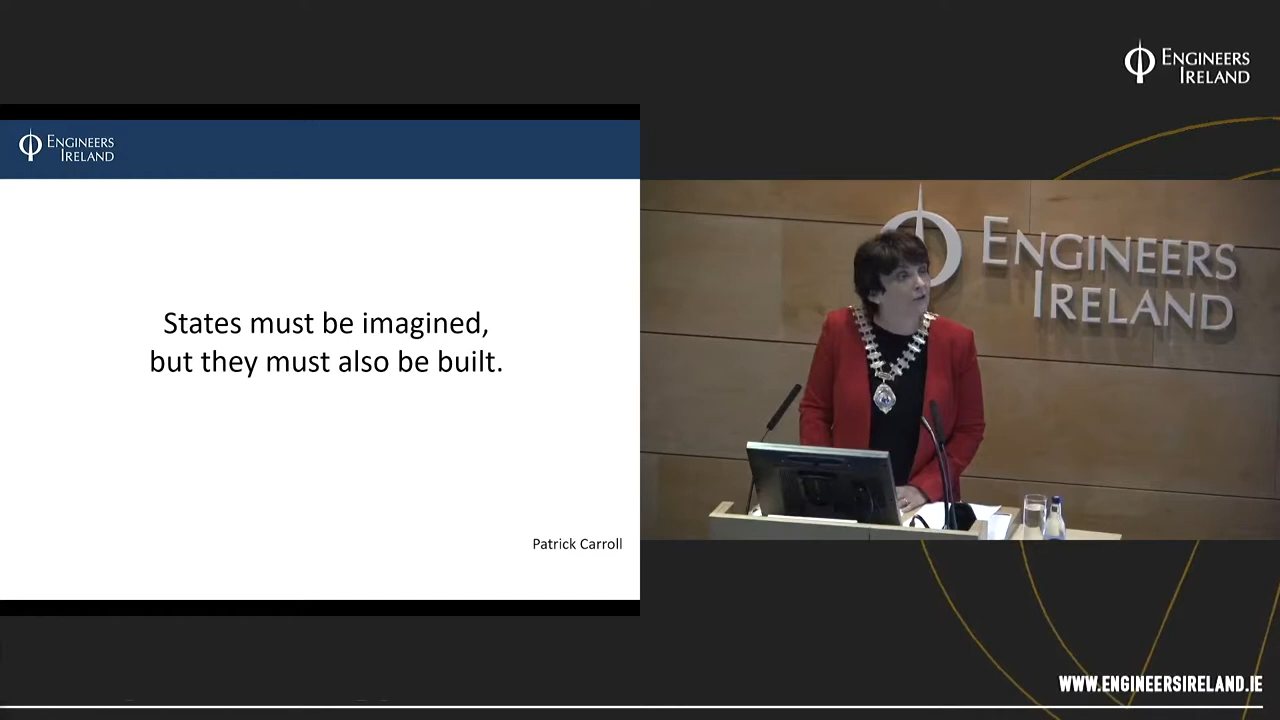 ENGINEERS
IRELAND
ENGINEERS
IRELAND
States must be imagined,
but they must also be built.
Patrick Carroll
ENGINEERS
IRELAND
WWW.ENGINEERSIRELAND.IE